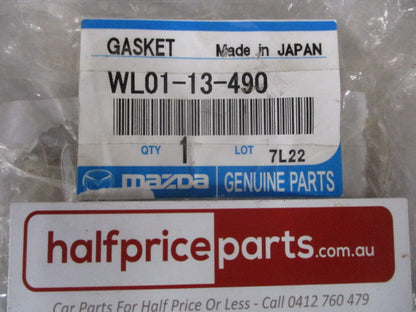 GASKET Made in JAPAN
WL01-13-490
QTY 1 LOT 7L22
mazda GENUINE PARTS
halfpriceparts.com.au
Car Parts For Half Price Or Less - Call 0412 760 479